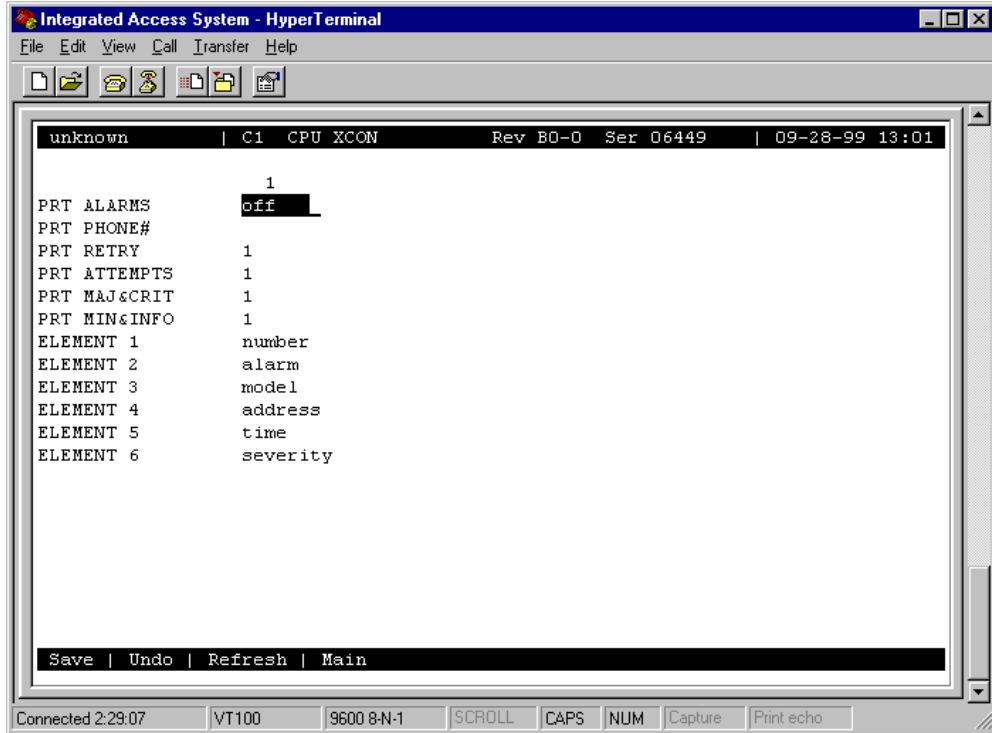 Integrated Access System - HyperTerminal
File Edit View Call Transfer Help
unknown | C1 CPU XCON Rev B0-0 Ser 06449 | 09-28-99 13:01
1
PRT ALARMS off _
PRT PHONE#
PRT RETRY 1
PRT ATTEMPTS 1
PRT MAJ&CRIT 1
PRT MIN&INFO 1
ELEMENT 1 number
ELEMENT 2 alarm
ELEMENT 3 model
ELEMENT 4 address
ELEMENT 5 time
ELEMENT 6 severity
Save | Undo | Refresh | Main
Connected 2:29:07 VT100 9600 8-N-1 SCROLL CAPS NUM Capture Print echo